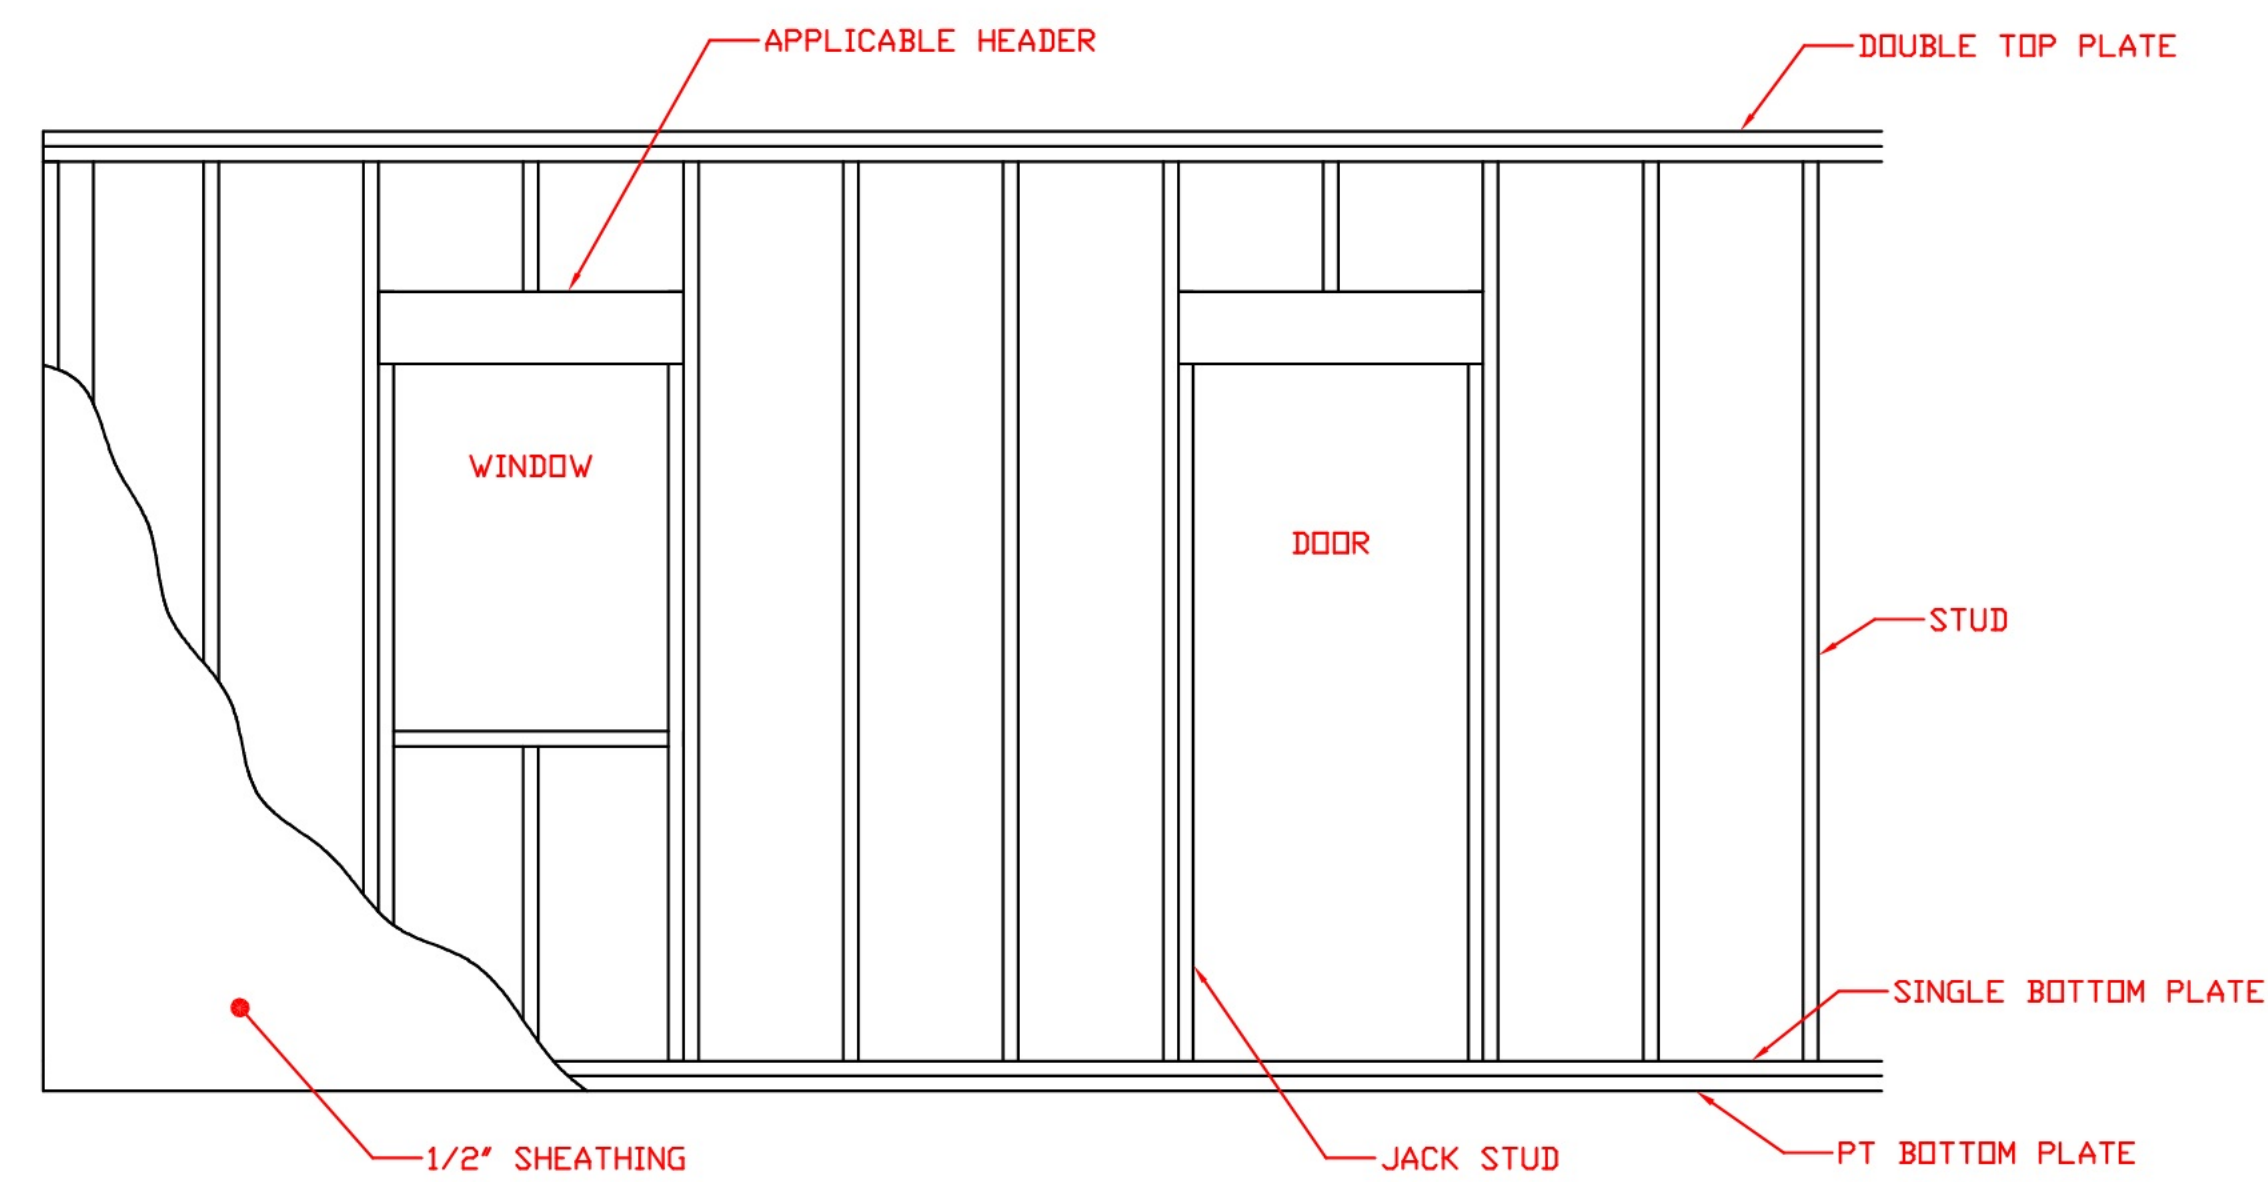 APPLICABLE HEADER
DOUBLE TOP PLATE
WINDOW
DOOR
STUD
SINGLE BOTTOM PLATE
1/2" SHEATHING
JACK STUD
PT BOTTOM PLATE